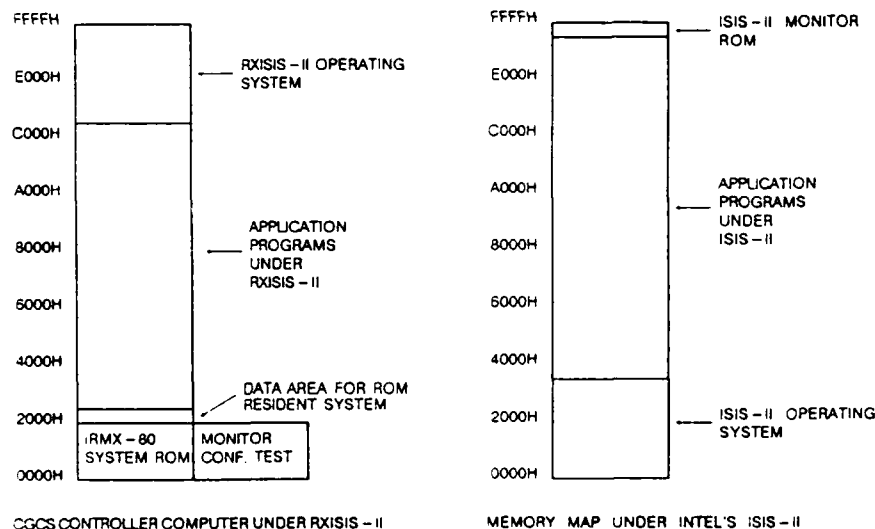 FFFFH
E000H
C000H
A000H
8000H
6000H
4000H
2000H
0000H
RXISIS-II OPERATING
SYSTEM
APPLICATION
PROGRAMS
UNDER
RXISIS-II
DATA AREA FOR ROM
RESIDENT SYSTEM
iRMX-80
SYSTEM ROM
MONITOR
CONF. TEST
CGCS CONTROLLER COMPUTER UNDER RXISIS-II
FFFFH
E000H
C000H
A000H
8000H
6000H
4000H
2000H
0000H
ISIS-II MONITOR
ROM
APPLICATION
PROGRAMS
UNDER
ISIS-II
ISIS-II OPERATING
SYSTEM
MEMORY MAP UNDER INTEL'S ISIS-II